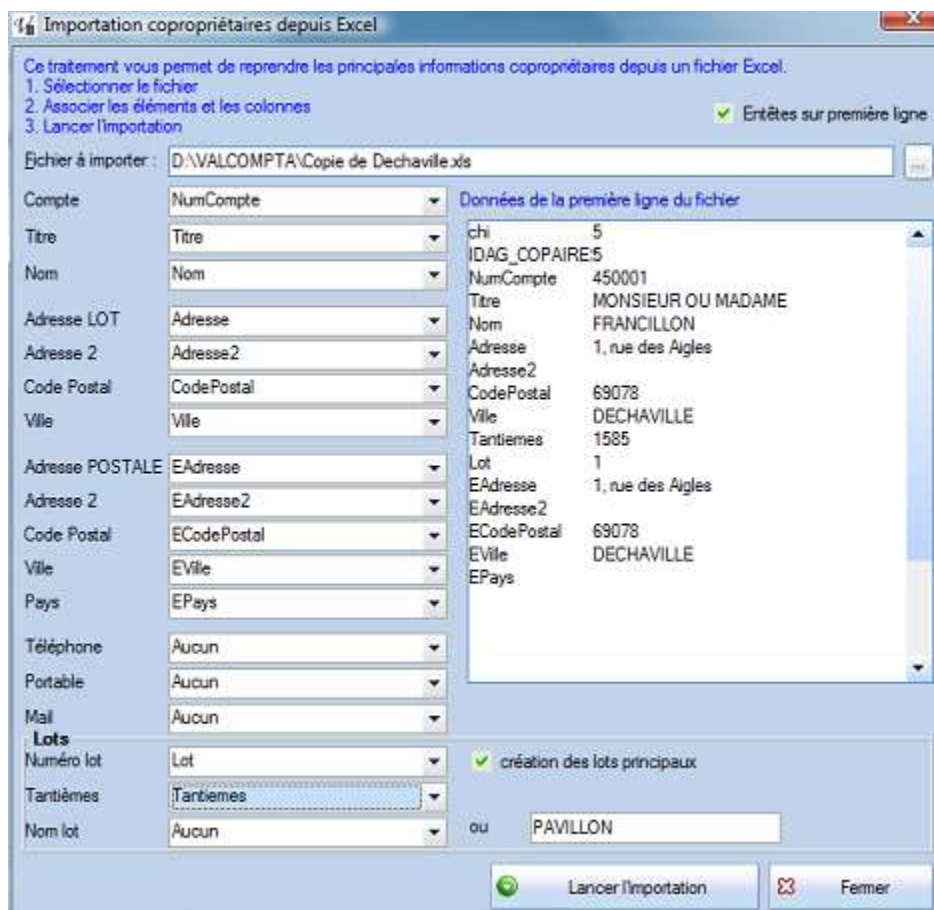 Importation copropriétaires depuis Excel
Ce traitement vous permet de reprendre les principales informations copropriétaires depuis un fichier Excel.
1. Sélectionner le fichier
2. Associer les éléments et les colonnes
3. Lancer l'importation
Entêtes sur première ligne
Fichier à importer : D:\VALCOMPTA\Copie de Dechaville.xls ...
Compte NumCompte
Titre Titre
Nom Nom
Adresse LOT Adresse
Adresse 2 Adresse2
Code Postal CodePostal
Ville Ville
Adresse POSTALE EAdresse
Adresse 2 EAdresse2
Code Postal ECodePostal
Ville EVille
Pays EPays
Téléphone Aucun
Portable Aucun
Mail Aucun
Données de la première ligne du fichier
chi 5
IDAG_COPAIRE 5
NumCompte 450001
Titre MONSIEUR OU MADAME
Nom FRANCILLON
Adresse 1, rue des Aigles
Adresse2
CodePostal 69078
Ville DECHAVILLE
Tantiemes 1585
Lot 1
EAdresse 1, rue des Aigles
EAdresse2
ECodePostal 69078
EVille DECHAVILLE
EPays
Lots
Numéro lot Lot
création des lots principaux
Tantièmes Tantiemes
Nom lot Aucun ou PAVILLON
Lancer l'importation Fermer